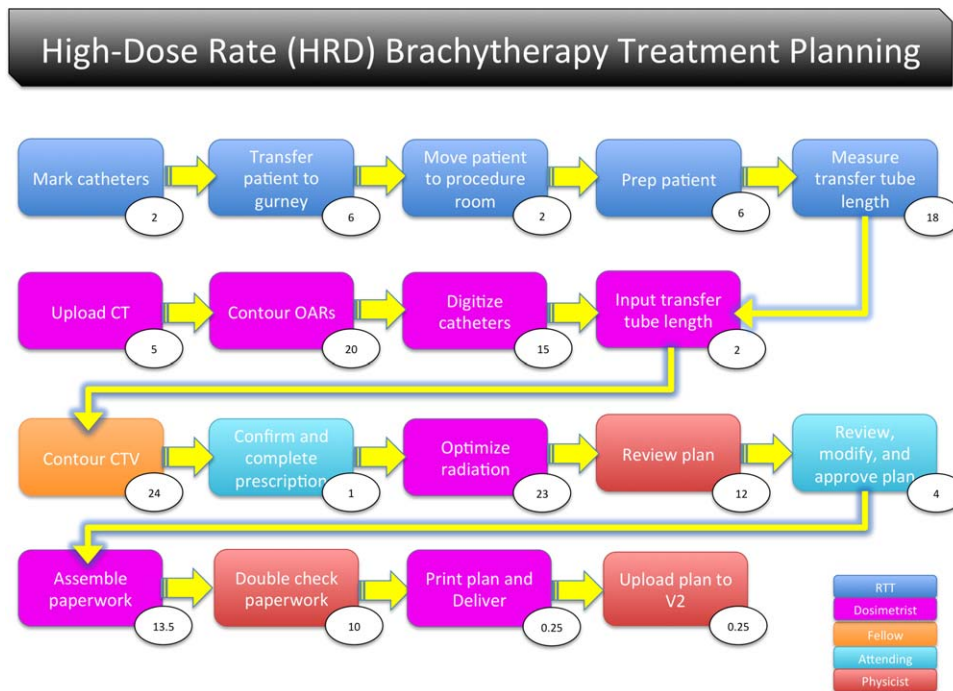 High-Dose Rate (HRD) Brachytherapy Treatment Planning
Mark catheters
2
Transfer
patient to
gurney
6
Move patient
to procedure
room
2
Prep patient
6
Measure
transfer tube
length
18
Upload CT
5
Contour OARs
20
Digitize
catheters
15
Input transfer
tube length
2
Contour CTV
24
Confirm and
complete
prescription
1
Optimize
radiation
23
Review plan
12
Review,
modify, and
approve plan
4
Assemble
paperwork
13.5
Double check
paperwork
10
Print plan and
Deliver
0.25
Upload plan to
V2
0.25
RTT
Dosimetrist
Fellow
Attending
Physicist